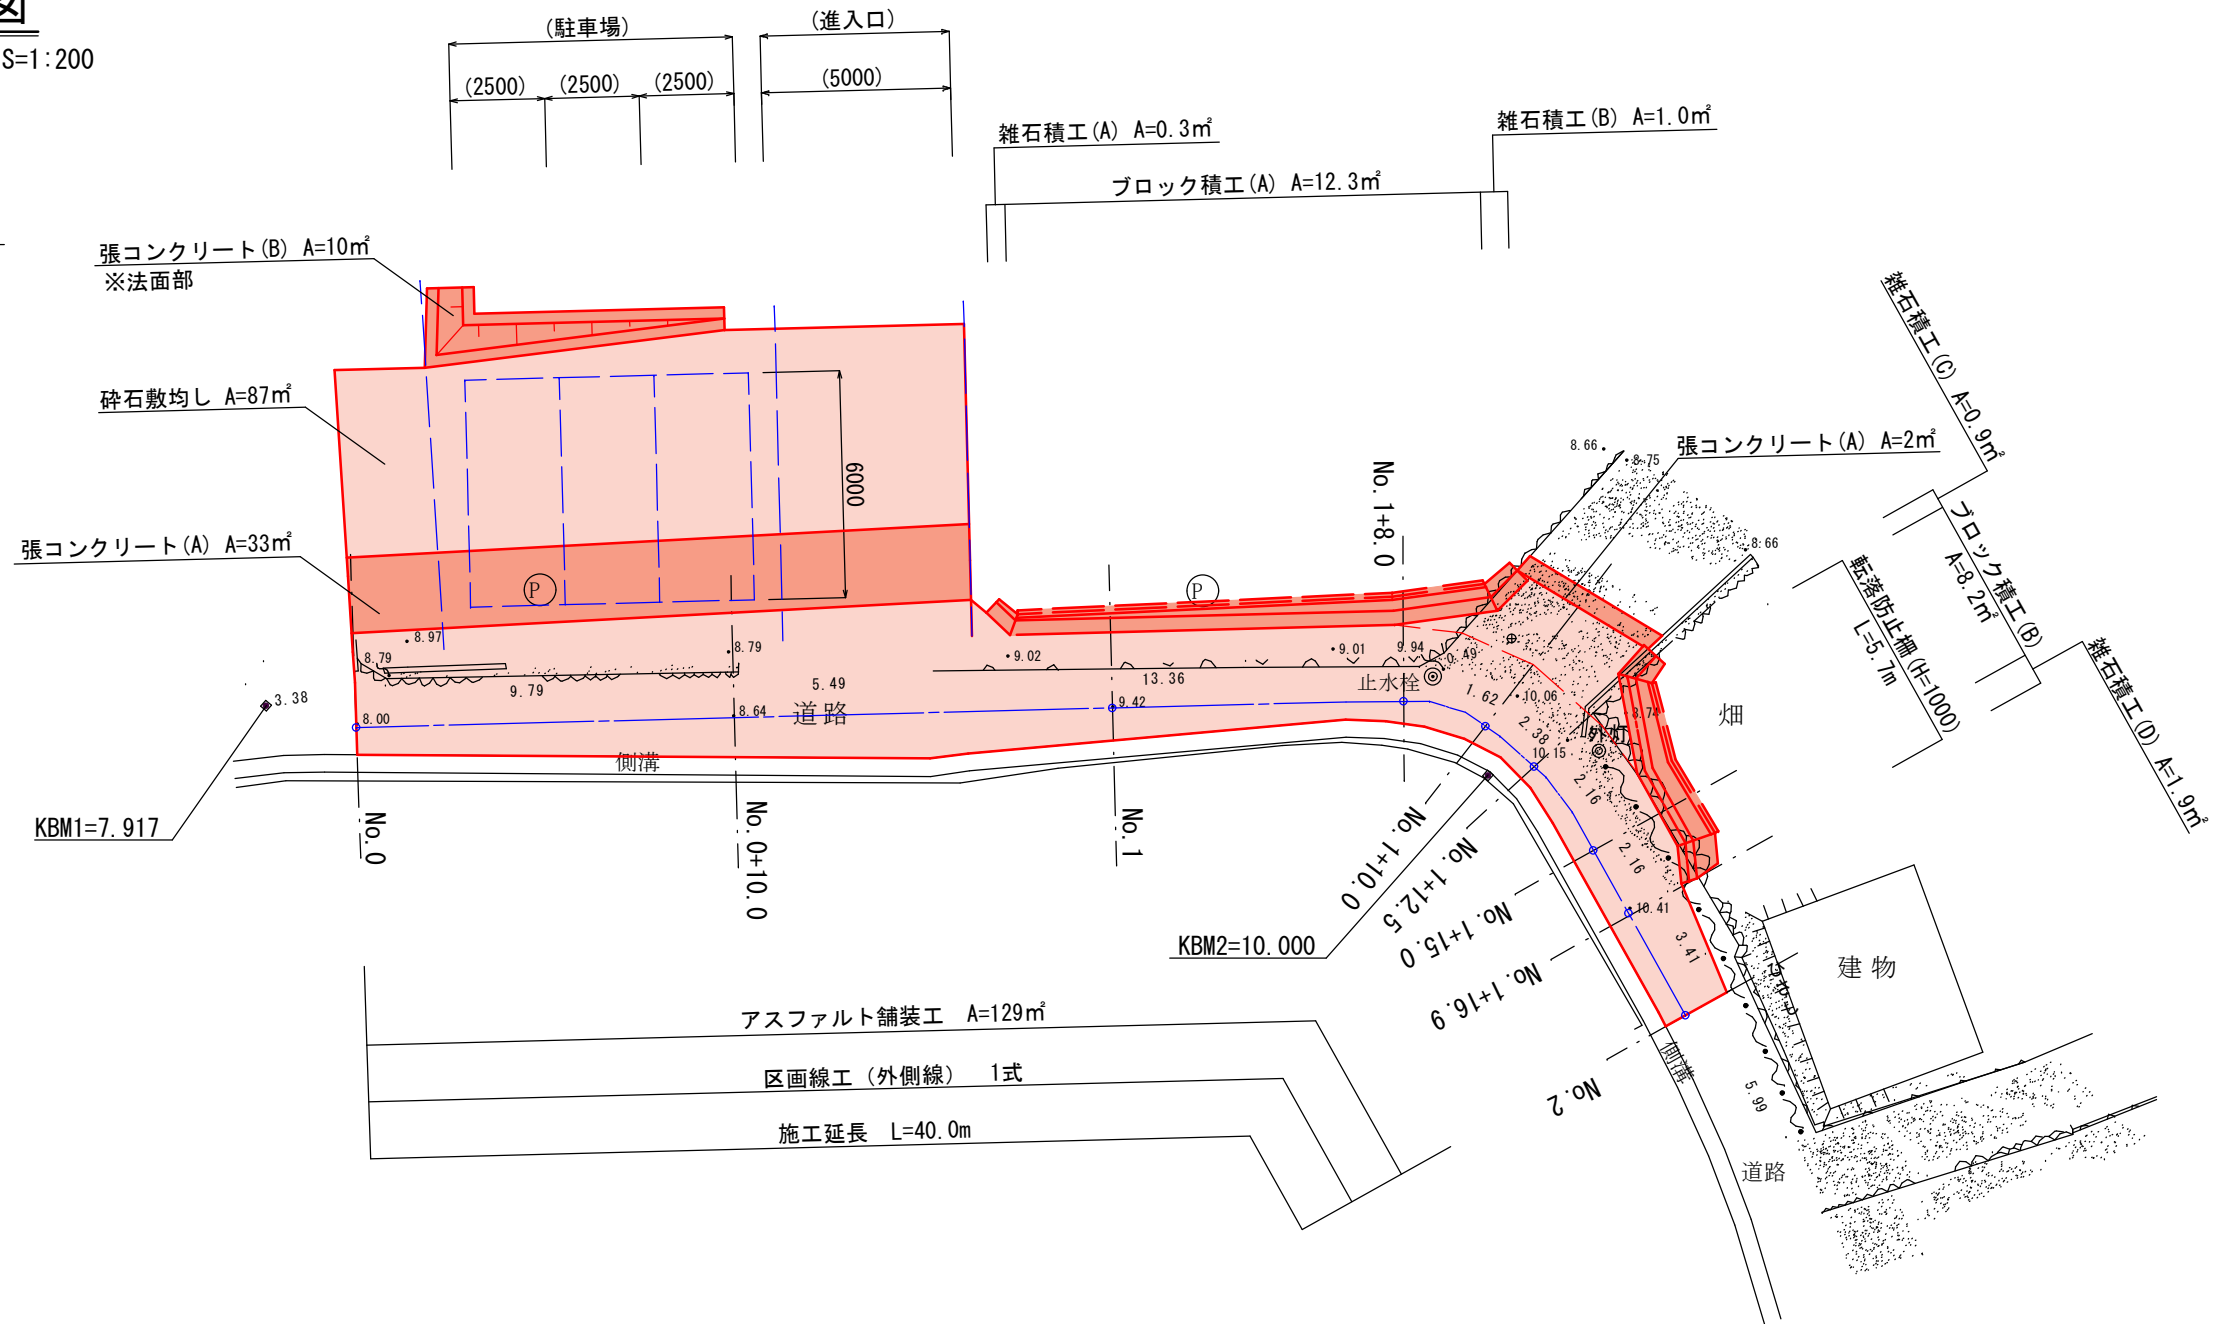 図
S=1:200
(駐車場)
(進入口)
(2500)
(2500)
(2500)
(5000)
雑石積工(A) A=0.3㎡
雑石積工(B) A=1.0㎡
ブロック積工(A) A=12.3㎡
張コンクリート(B) A=10㎡
※法面部
砕石敷均し A=87㎡
張コンクリート(A) A=33㎡
6000
P
P
No.1+8.0
張コンクリート(A) A=2㎡
雑石積工(C) A=0.9㎡
ブロック積工(B)
A=8.2㎡
転落防止柵(H=1000)
L=5.7m
雑石積工(D) A=1.9㎡
8.66
8.75
8.66
8.97
8.79
8.79
9.02
9.01
9.94
0.49
3.38
9.79
5.49
13.36
止水栓
1.62
10.06
8.74
畑
8.00
8.64
道路
9.42
2.38
外灯
10.15
側溝
2.16
2.16
10.41
3.41
KBM1=7.917
No.0
No.0+10.0
No.1
No.1+10.0
No.1+12.5
No.1+15.0
No.1+16.9
No.2
KBM2=10.000
建物
アスファルト舗装工 A=129㎡
区画線工（外側線） 1式
施工延長 L=40.0m
側溝
5.99
道路